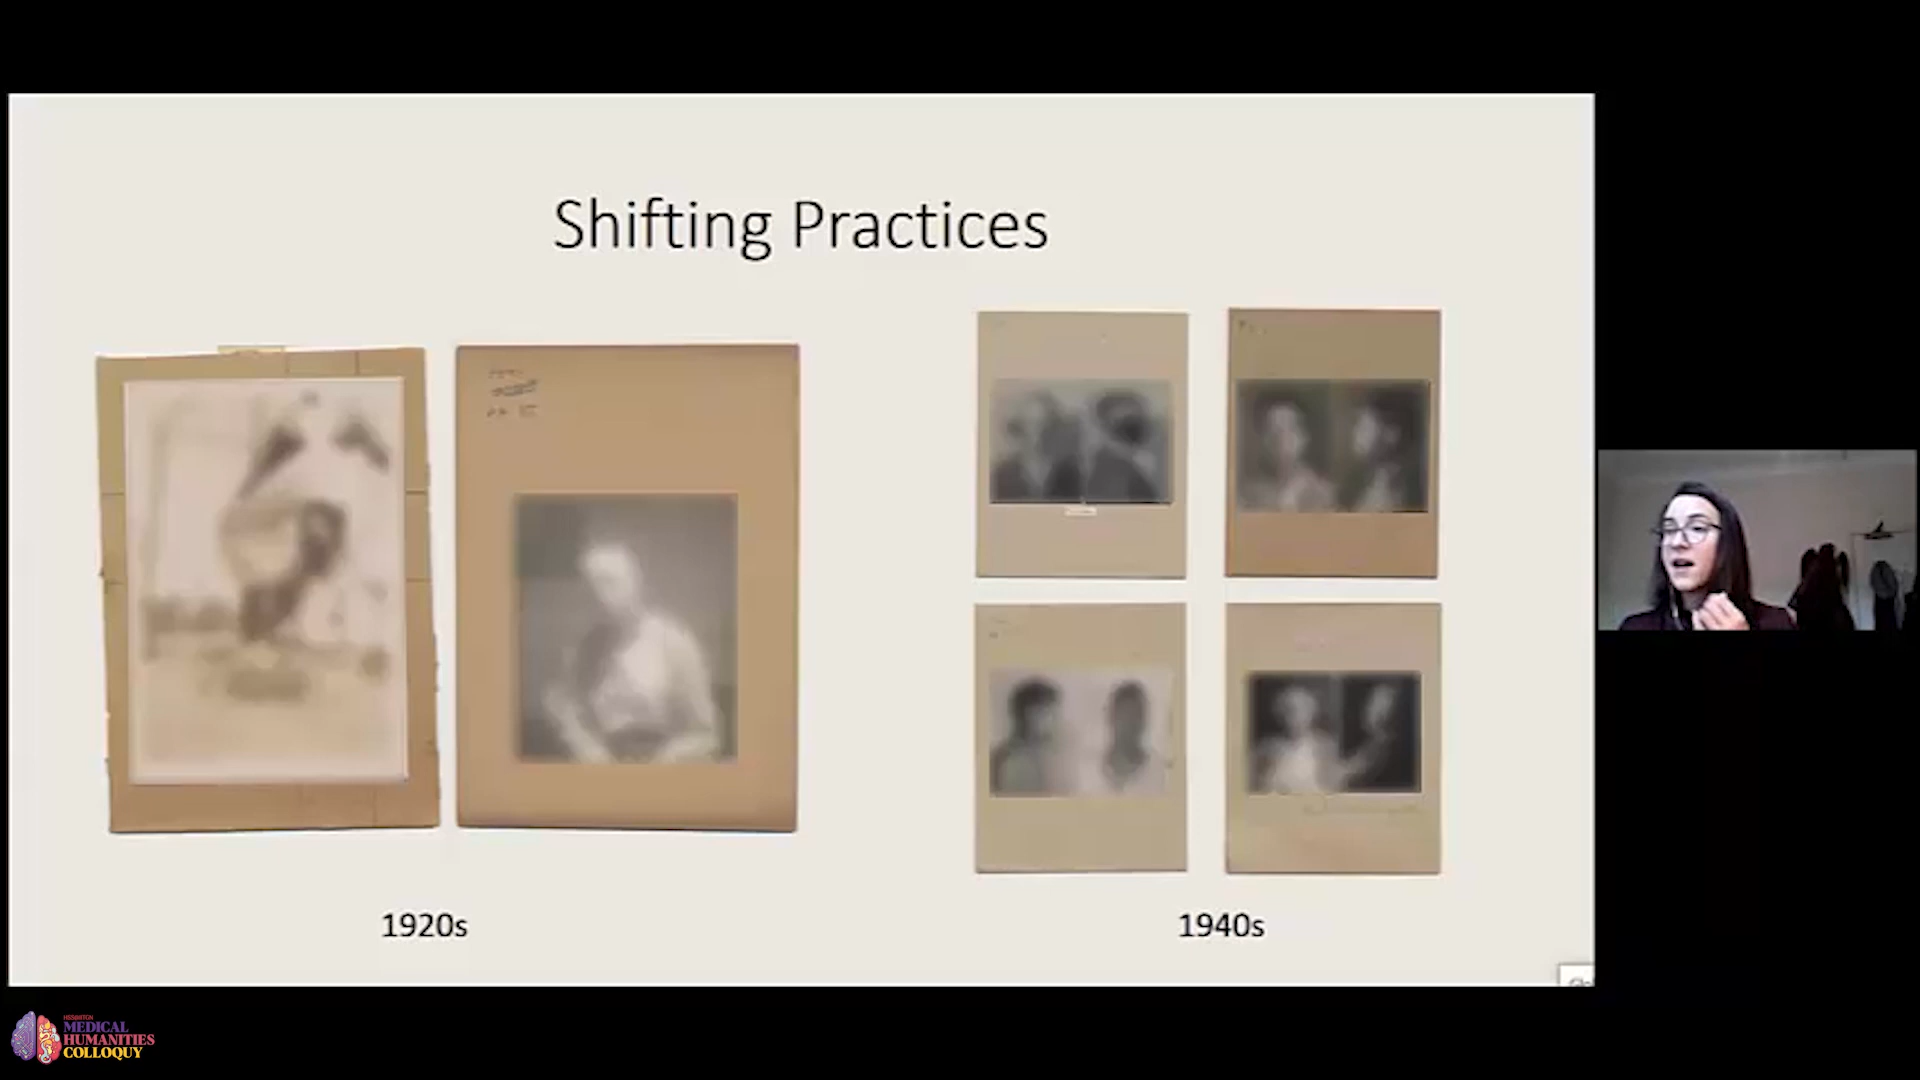 Shifting Practices
1920s
1940s
MEDICAL
HUMANITIES
COLLOQUY